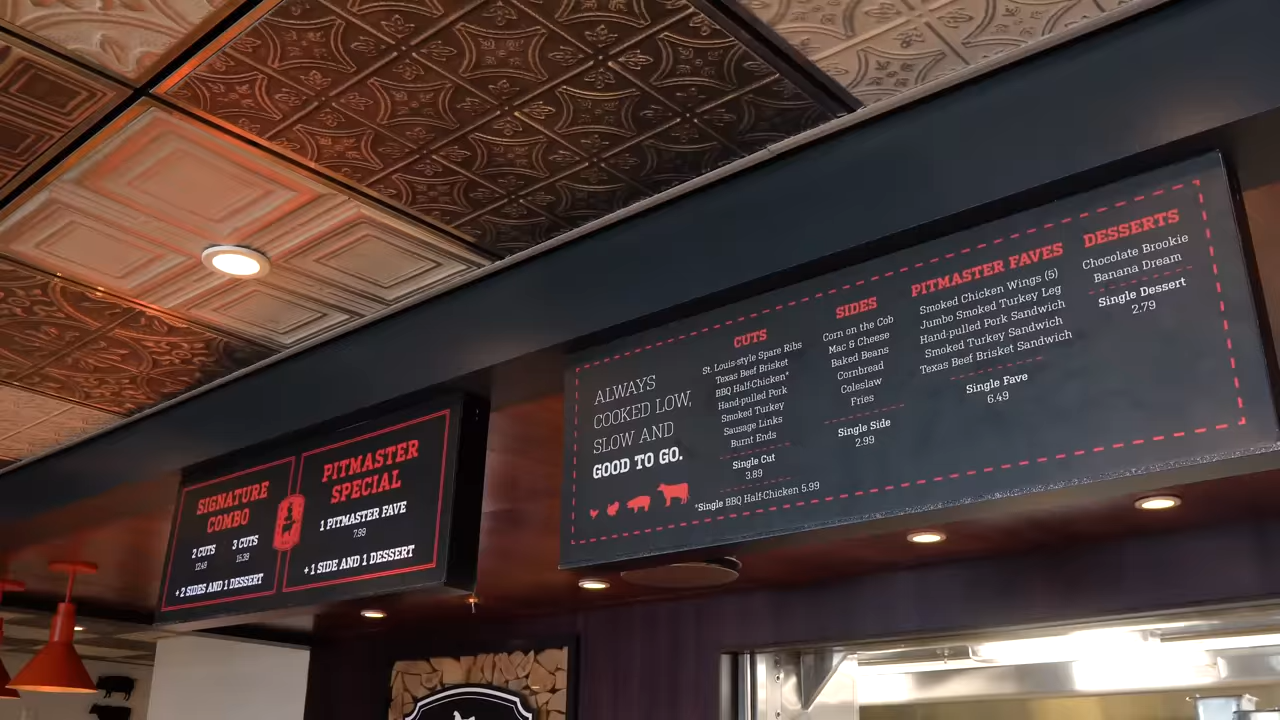 SIGNATURE
COMBO
2 CUTS
12.49
3 CUTS
15.39
+ 2 SIDES AND 1 DESSERT
PITMASTER
SPECIAL
1 PITMASTER FAVE
7.99
+ 1 SIDE AND 1 DESSERT
ALWAYS
COOKED LOW,
SLOW AND
GOOD TO GO.
CUTS
St. Louis-style Spare Ribs
Texas Beef Brisket
BBQ Half-Chicken*
Hand-pulled Pork
Smoked Turkey
Sausage Links
Burnt Ends
Single Cut
3.89
*Single BBQ Half-Chicken 5.99
SIDES
Corn on the Cob
Mac & Cheese
Baked Beans
Cornbread
Coleslaw
Fries
Single Side
2.99
PITMASTER FAVES
Smoked Chicken Wings (5)
Jumbo Smoked Turkey Leg
Hand-pulled Pork Sandwich
Smoked Turkey Sandwich
Texas Beef Brisket Sandwich
Single Fave
6.49
DESSERTS
Chocolate Brookie
Banana Dream
Single Dessert
2.79